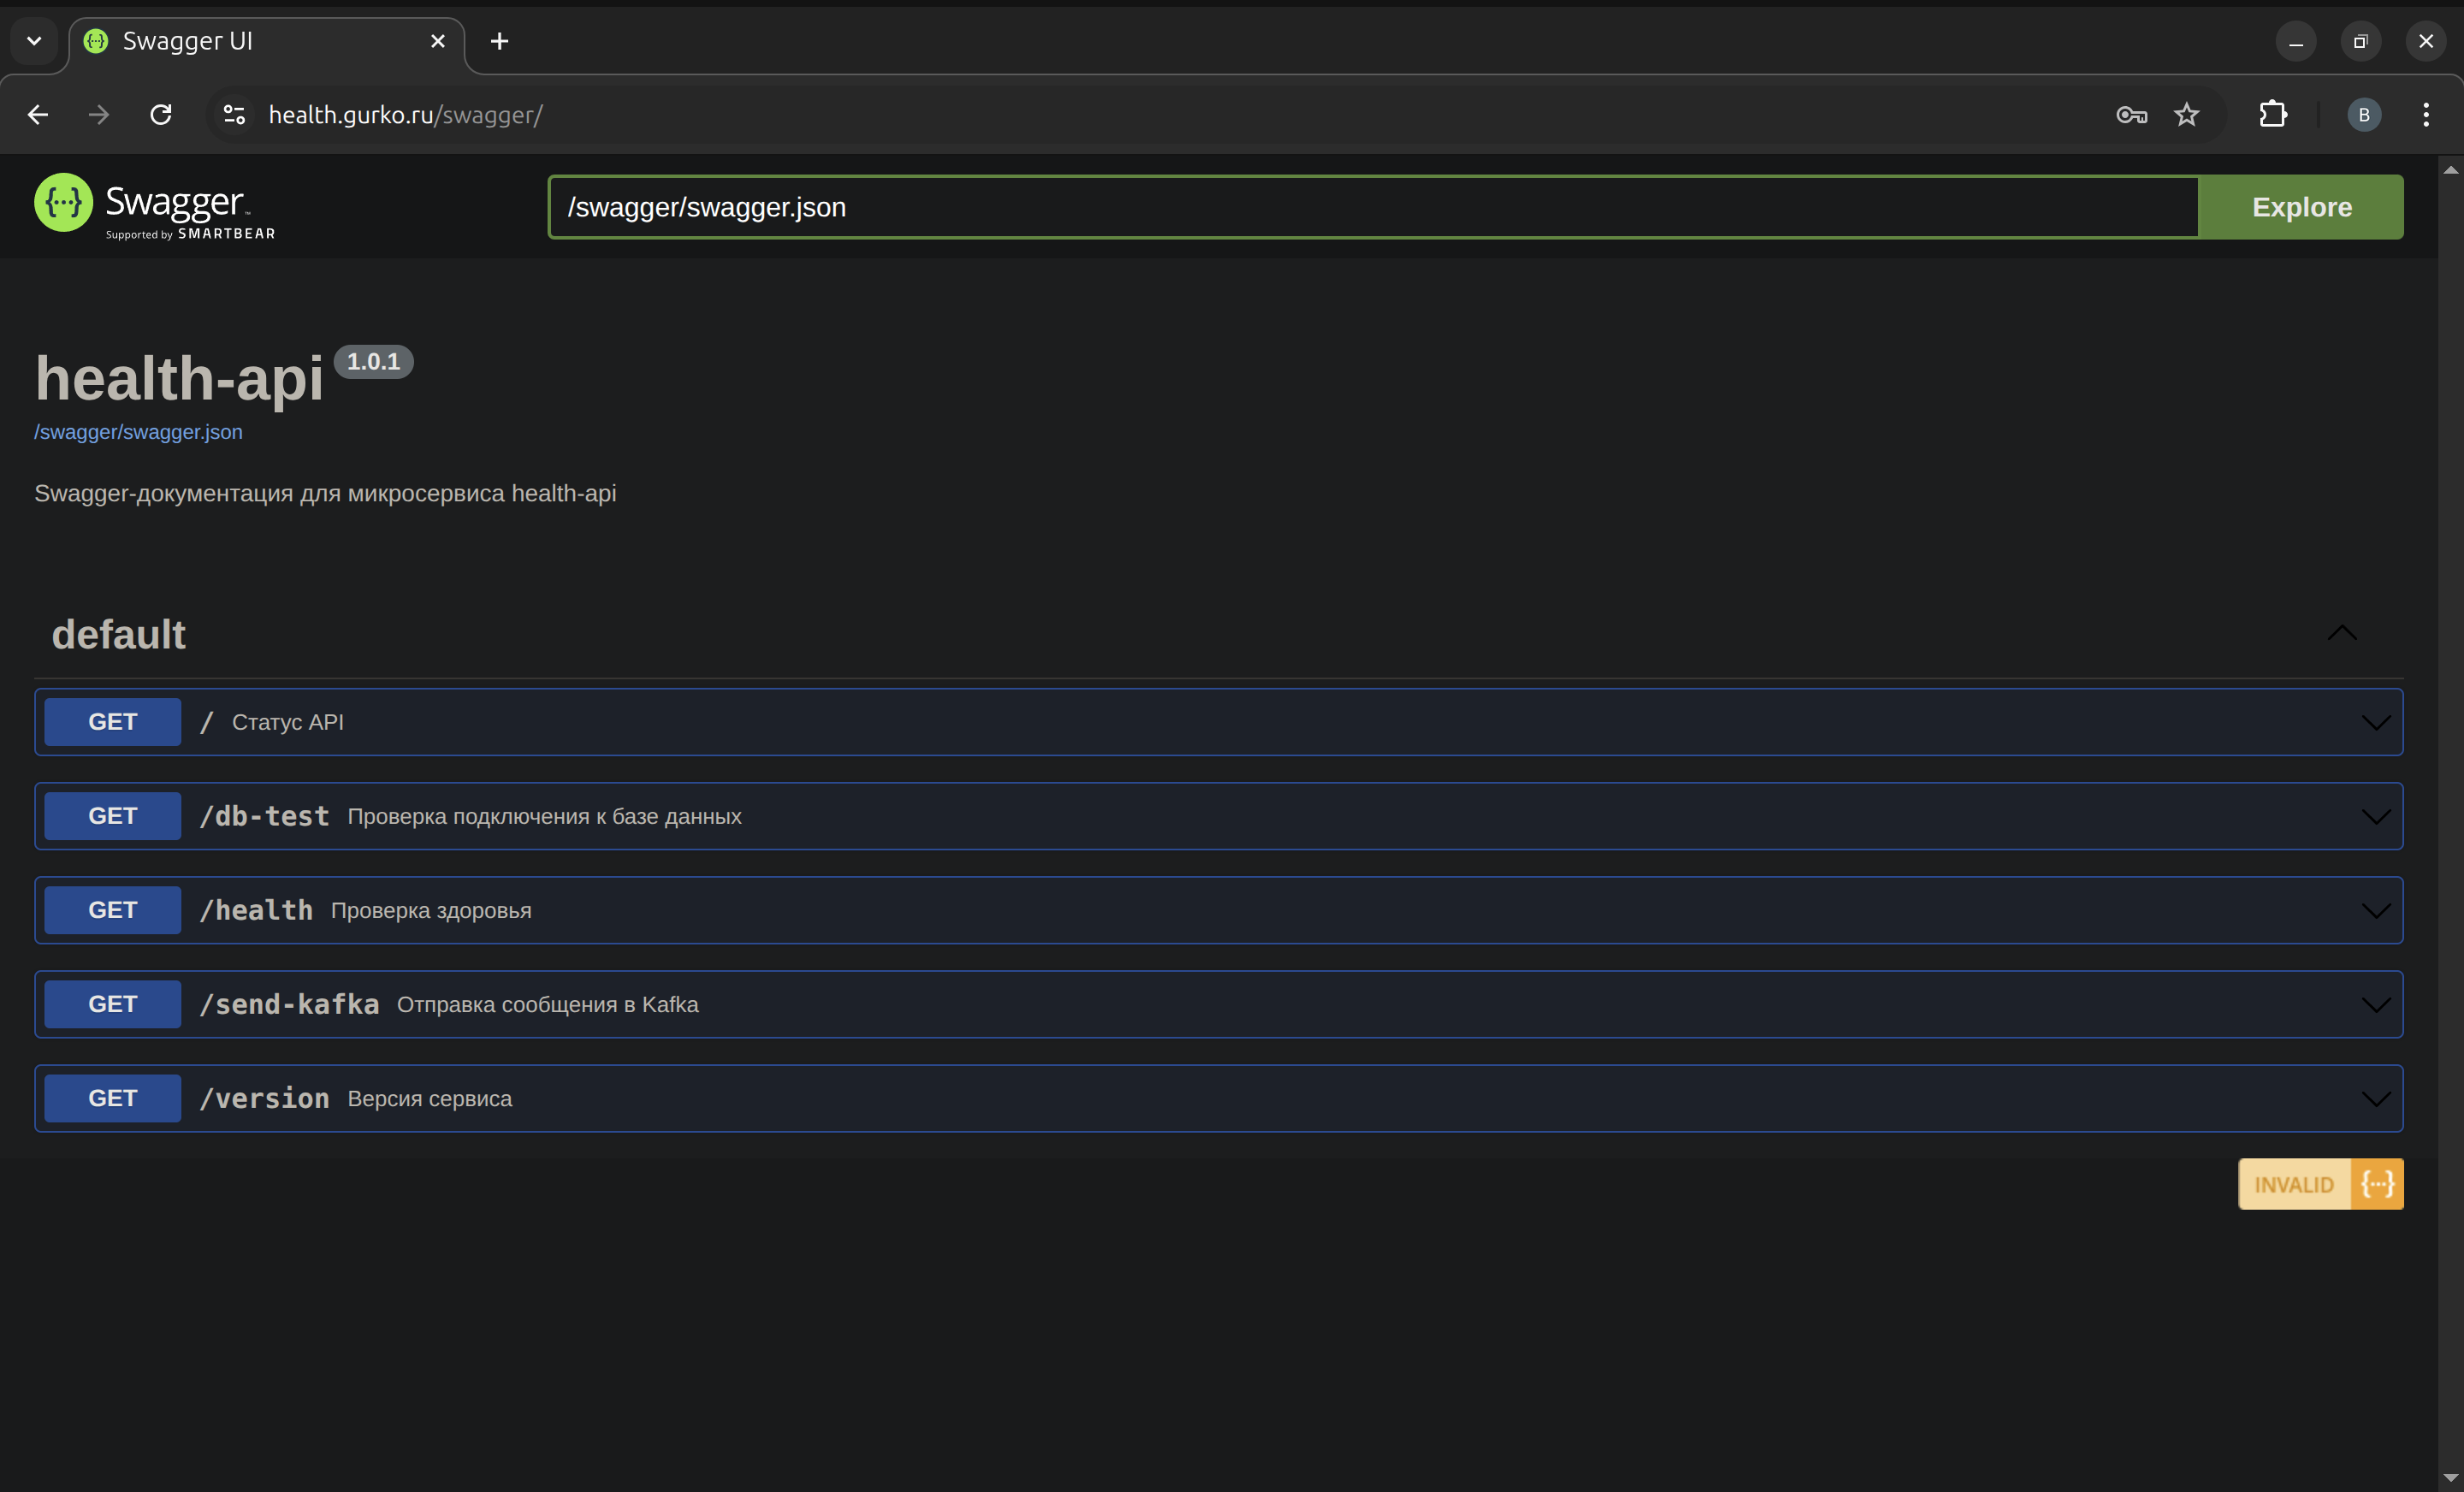 Swagger UI
health.gurko.ru/swagger/
B
Swagger™
Supported by SMARTBEAR
/swagger/swagger.json
Explore
health-api 1.0.1
/swagger/swagger.json
Swagger-документация для микросервиса health-api
default
GET / Статус API
GET /db-test Проверка подключения к базе данных
GET /health Проверка здоровья
GET /send-kafka Отправка сообщения в Kafka
GET /version Версия сервиса
INVALID {···}